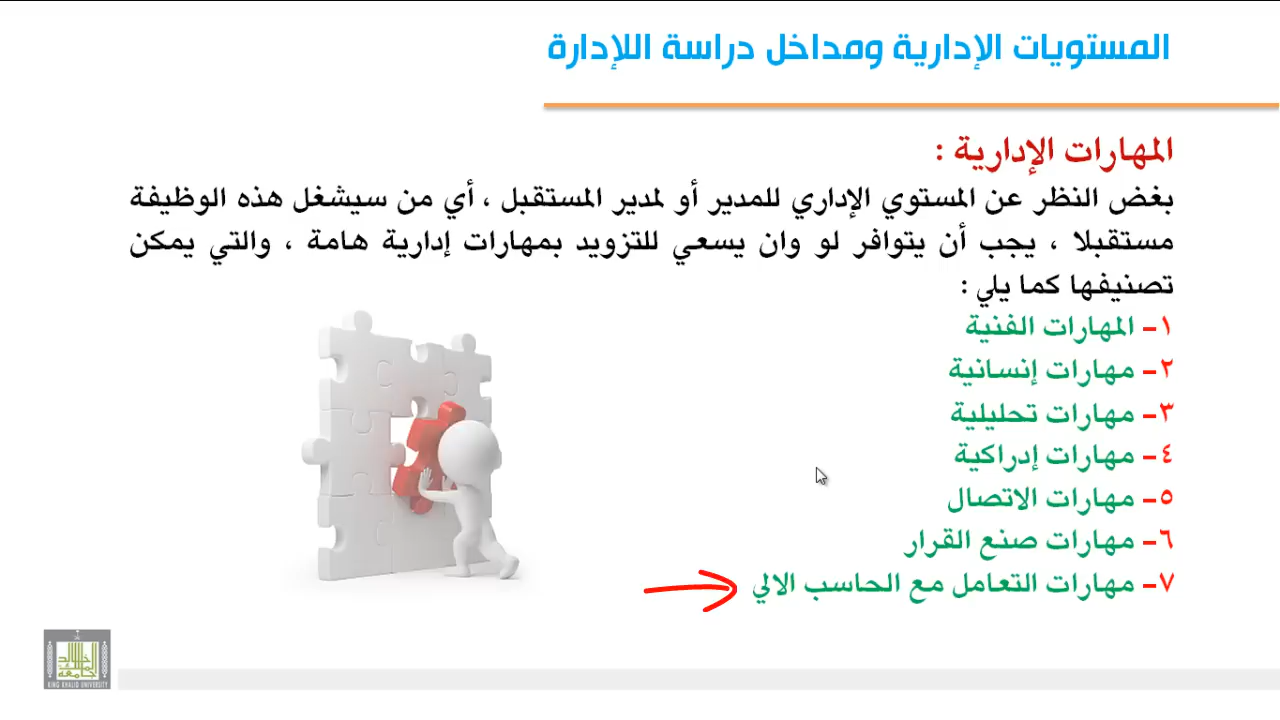 المستويات الإدارية ومداخل دراسة اللإدارة
المهارات الإدارية :
بغض النظر عن المستوي الإداري للمدير أو لمدير المستقبل ، أي من سيشغل هذه الوظيفة
مستقبلا ، يجب أن يتوافر لو وان يسعي للتزويد بمهارات إدارية هامة ، والتي يمكن
تصنيفها كما يلي :
١- المهارات الفنية
٢- مهارات إنسانية
٣- مهارات تحليلية
٤- مهارات إدراكية
٥- مهارات الاتصال
٦- مهارات صنع القرار
٧- مهارات التعامل مع الحاسب الالي
KING KHALID UNIVERSITY